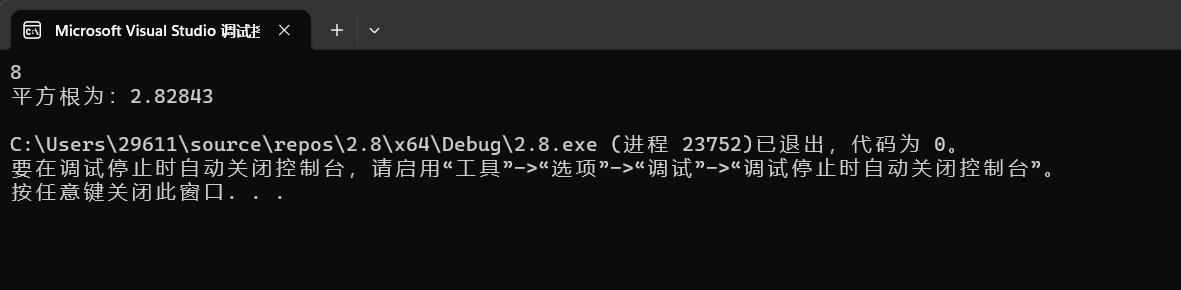 Microsoft Visual Studio 调试
8
平方根为：2.82843
C:\Users\29611\source\repos\2.8\x64\Debug\2.8.exe (进程 23752)已退出，代码为 0。
要在调试停止时自动关闭控制台，请启用“工具”->“选项”->“调试”->“调试停止时自动关闭控制台”。
按任意键关闭此窗口. . .